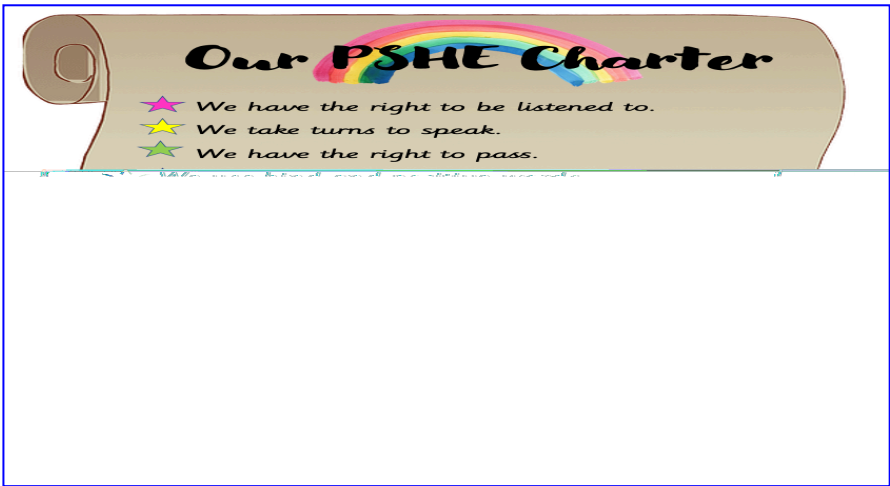 Our PSHE Charter
We have the right to be listened to.
We take turns to speak.
We have the right to pass.